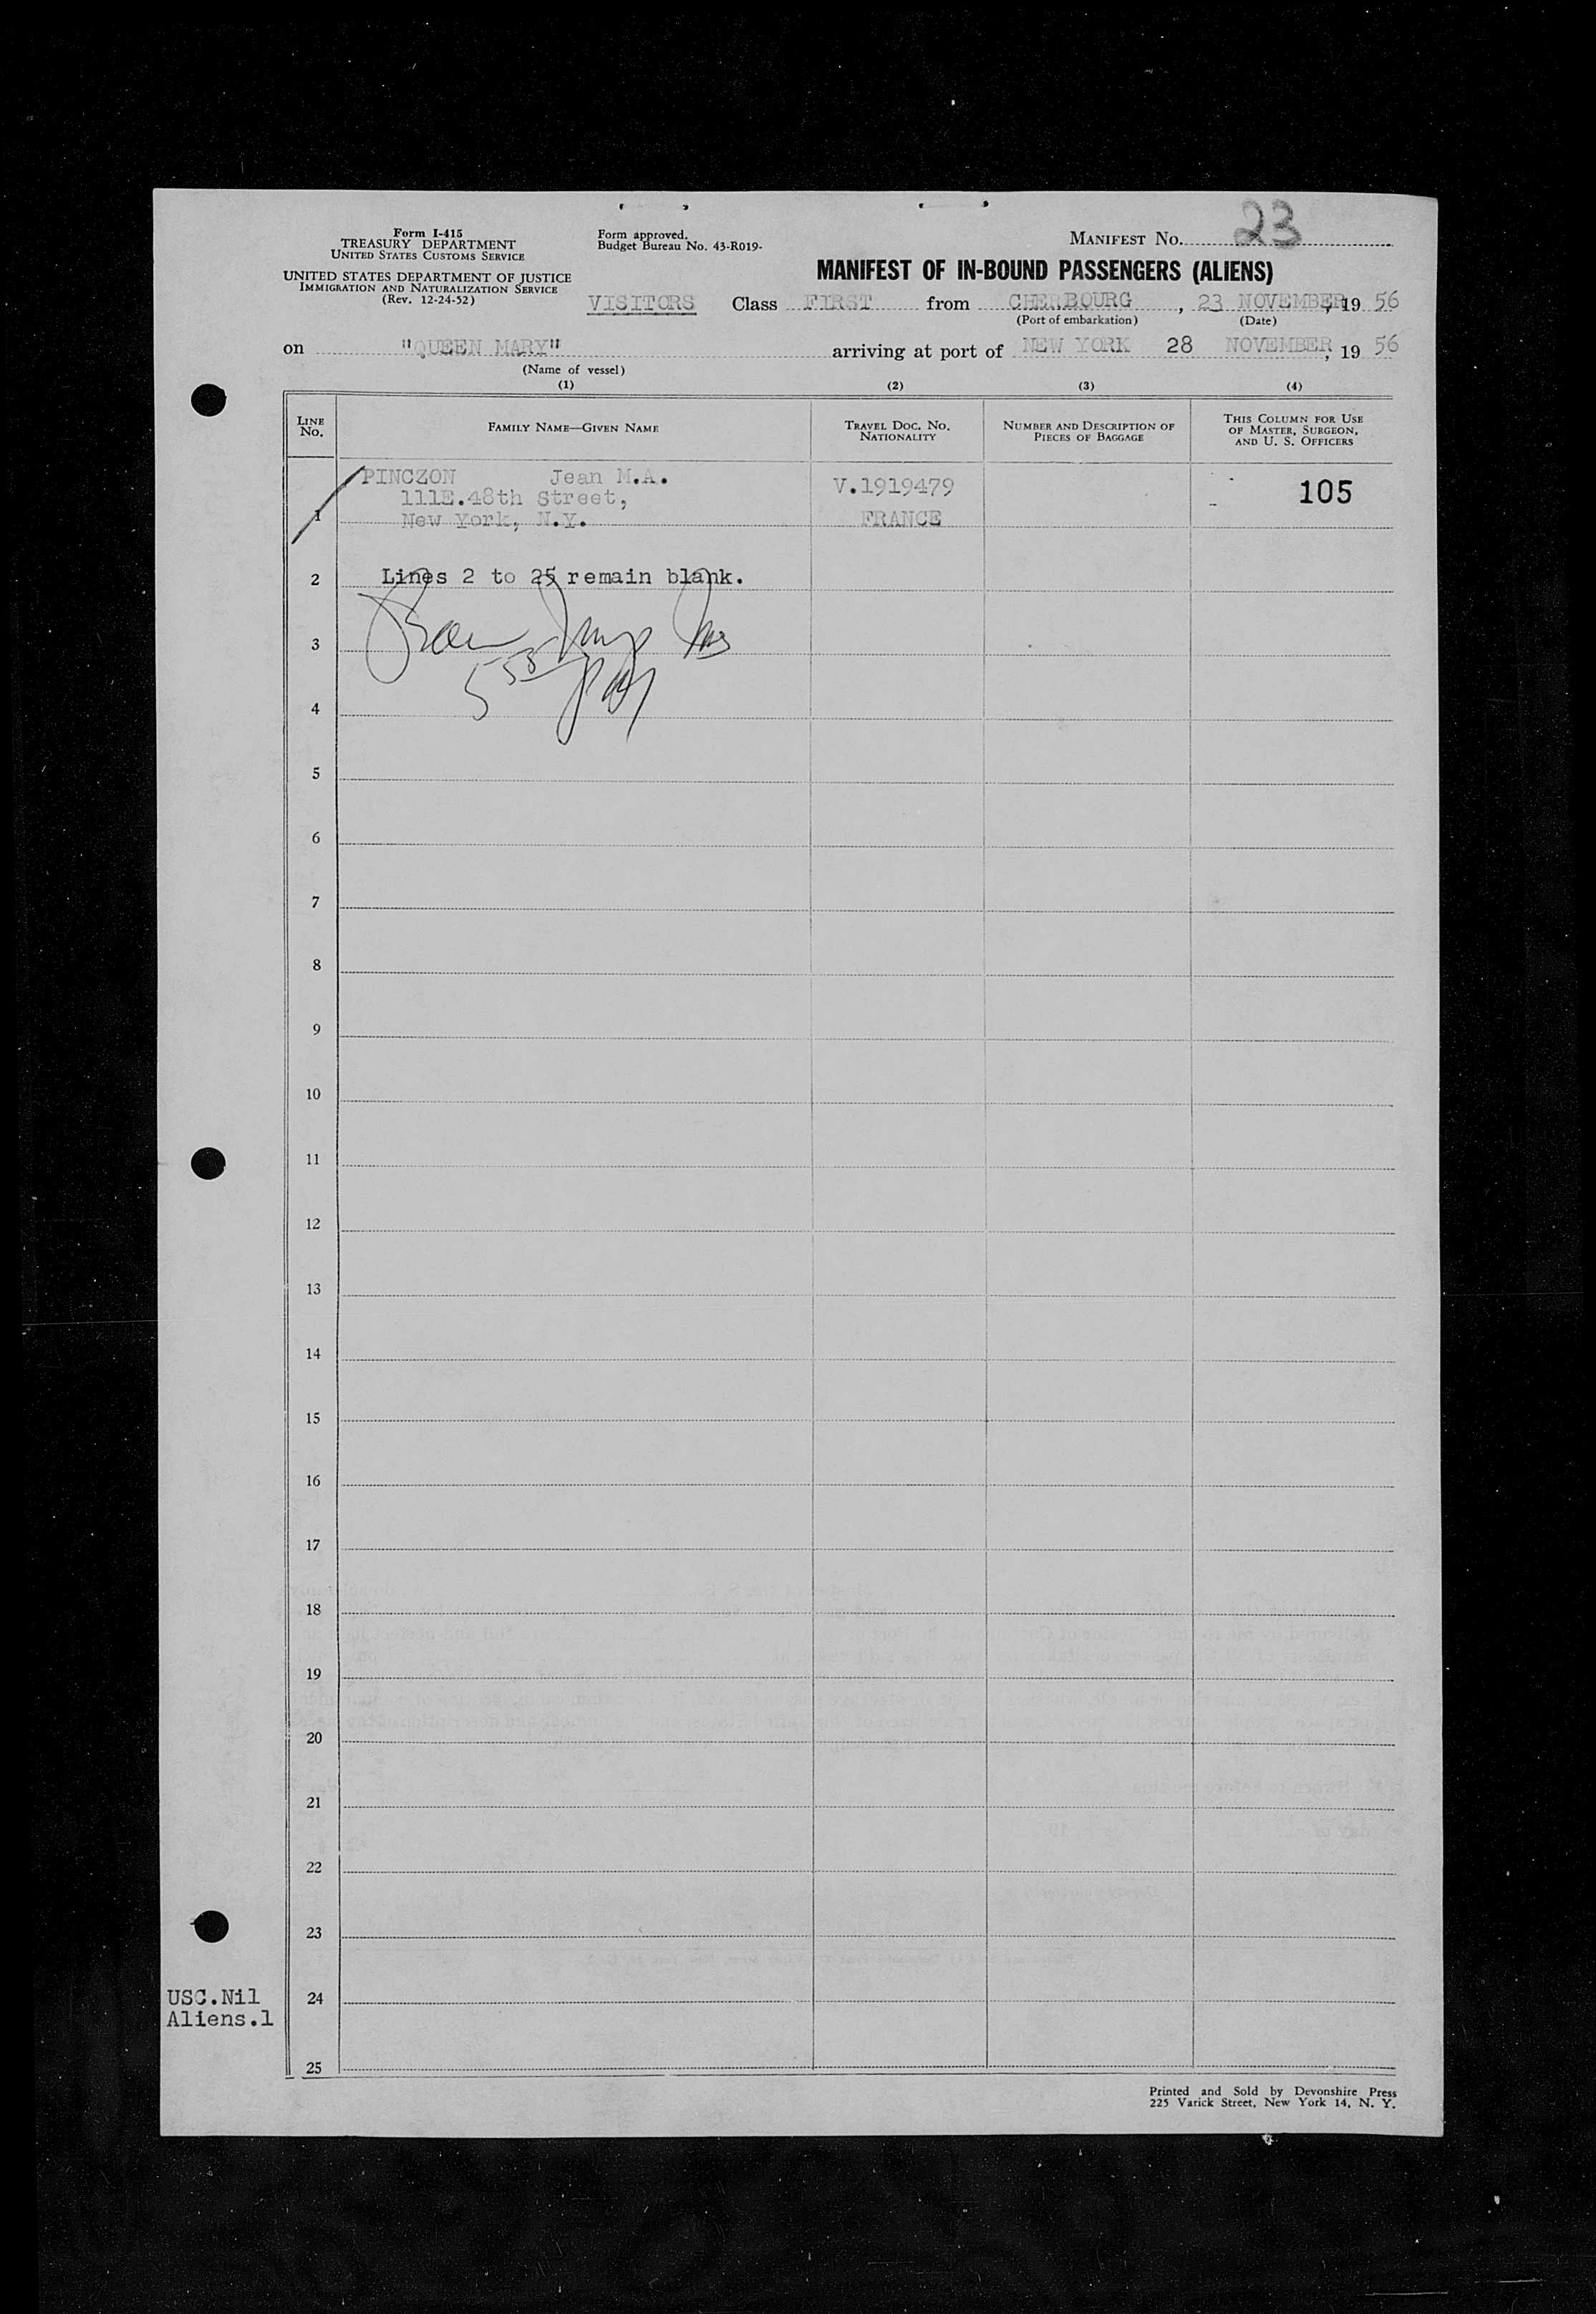 Form I-415
TREASURY DEPARTMENT
UNITED STATES CUSTOMS SERVICE
UNITED STATES DEPARTMENT OF JUSTICE
IMMIGRATION AND NATURALIZATION SERVICE
(Rev. 12-24-52)
Form approved.
Budget Bureau No. 43-R019-
MANIFEST NO. 23
MANIFEST OF IN-BOUND PASSENGERS (ALIENS)
VISITORS Class FIRST from CHERBOURG, 23 NOVEMBER, 19 56
(Port of embarkation) (Date)
on "QUEEN MARY" arriving at port of NEW YORK 28 NOVEMBER, 19 56
(Name of vessel)
(1) (2) (3) (4)
LINE No.
FAMILY NAME—GIVEN NAME
TRAVEL DOC. NO. NATIONALITY
NUMBER AND DESCRIPTION OF PIECES OF BAGGAGE
THIS COLUMN FOR USE OF MASTER, SURGEON, AND U. S. OFFICERS
PINCZON Jean M.A. V.1919479 105
111E.48th Street,
1 New York, N.Y. FRANCE
2 Lines 2 to 25 remain blank.
3
4
5
6
7
8
9
10
11
12
13
14
15
16
17
18
19
20
21
22
23
USC.Nil 24
Aliens.1
25
Printed and Sold by Devonshire Press
225 Varick Street, New York 14, N. Y.